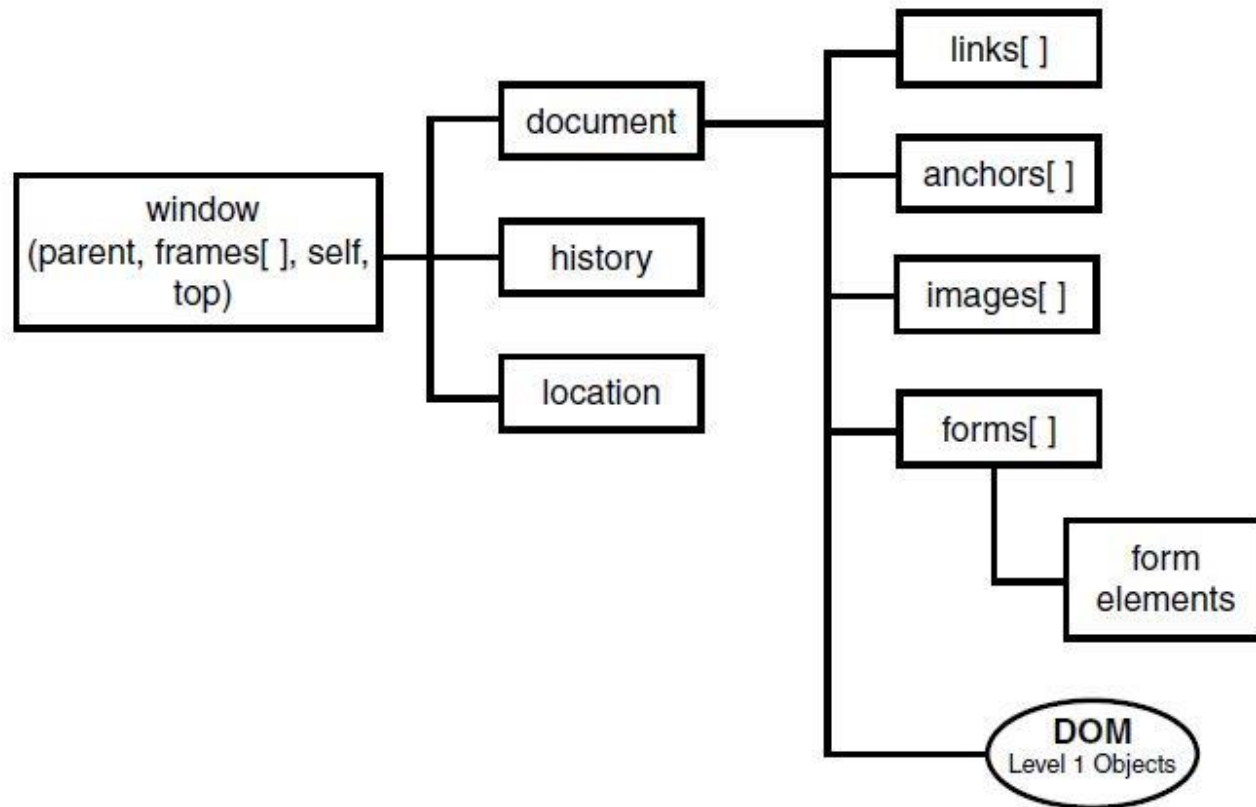 window
(parent, frames[ ], self,
top)
document
history
location
links[ ]
anchors[ ]
images[ ]
forms[ ]
form
elements
DOM
Level 1 Objects